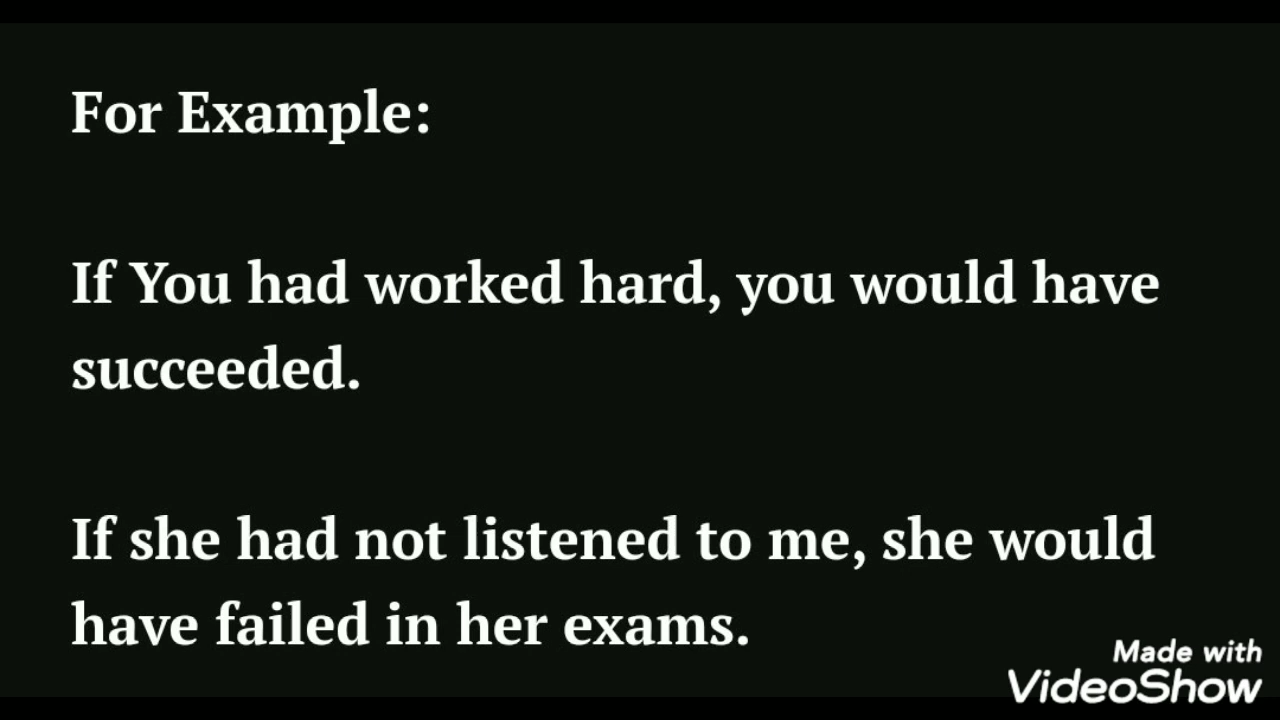 For Example:
If You had worked hard, you would have
succeeded.
If she had not listened to me, she would
have failed in her exams.
Made with
VideoShow